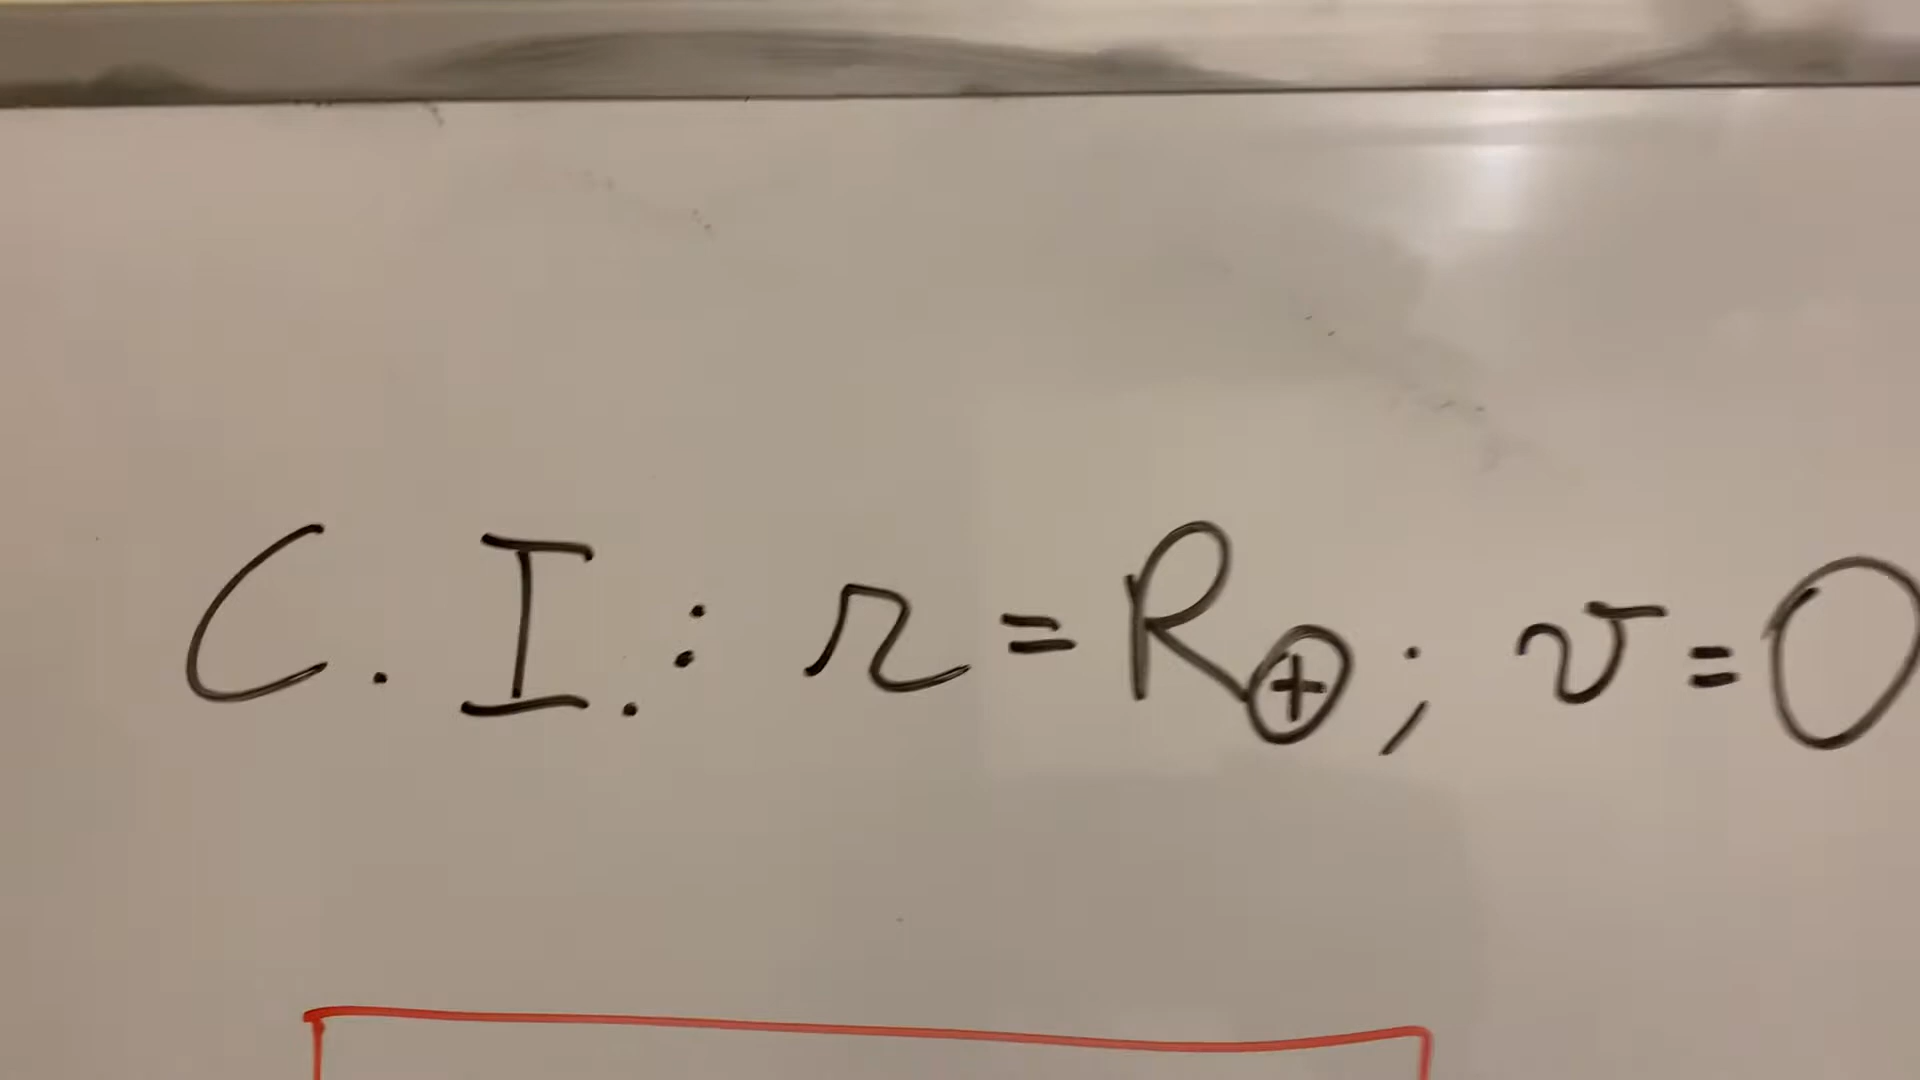 C.I.: r = R⊕; v = 0